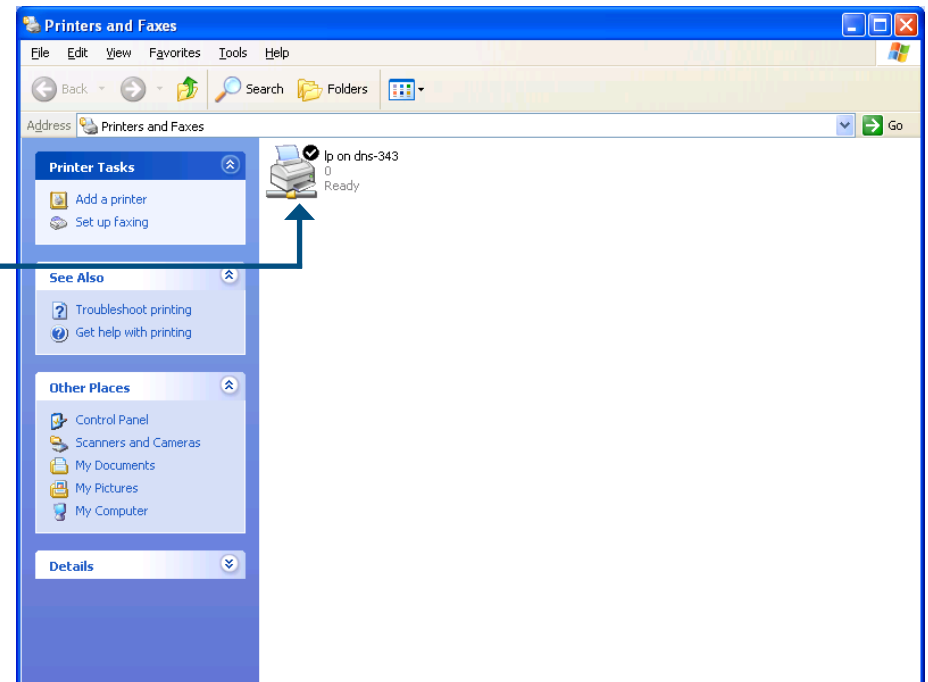 Printers and Faxes
File Edit View Favorites Tools Help
Back Search Folders
Address Printers and Faxes Go
Printer Tasks
Add a printer
Set up faxing
See Also
Troubleshoot printing
Get help with printing
Other Places
Control Panel
Scanners and Cameras
My Documents
My Pictures
My Computer
Details
lp on dns-343
0
Ready